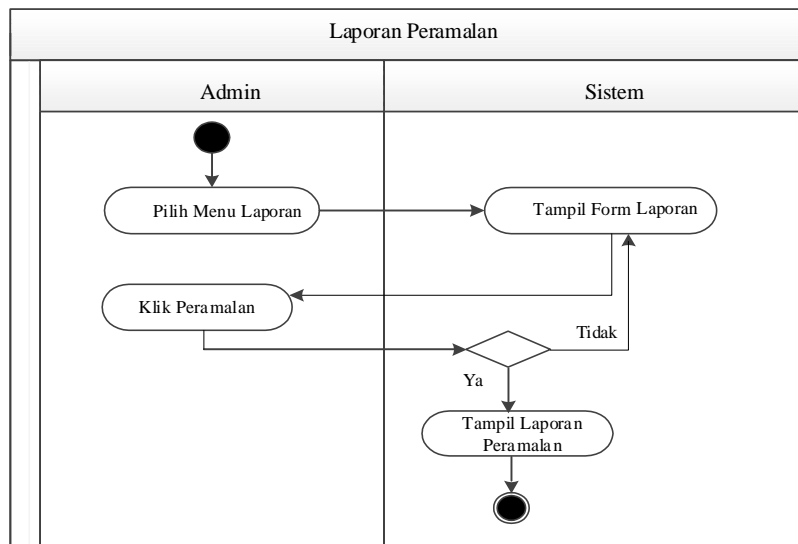 Laporan Peramalan
Admin
Sistem
Pilih Menu Laporan
Tampil Form Laporan
Klik Peramalan
Tidak
Ya
Tampil Laporan
Peramalan